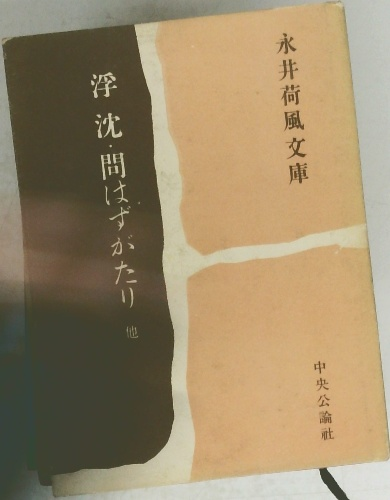 永井荷風文庫
浮沈・問はずがたり 他
中央公論社